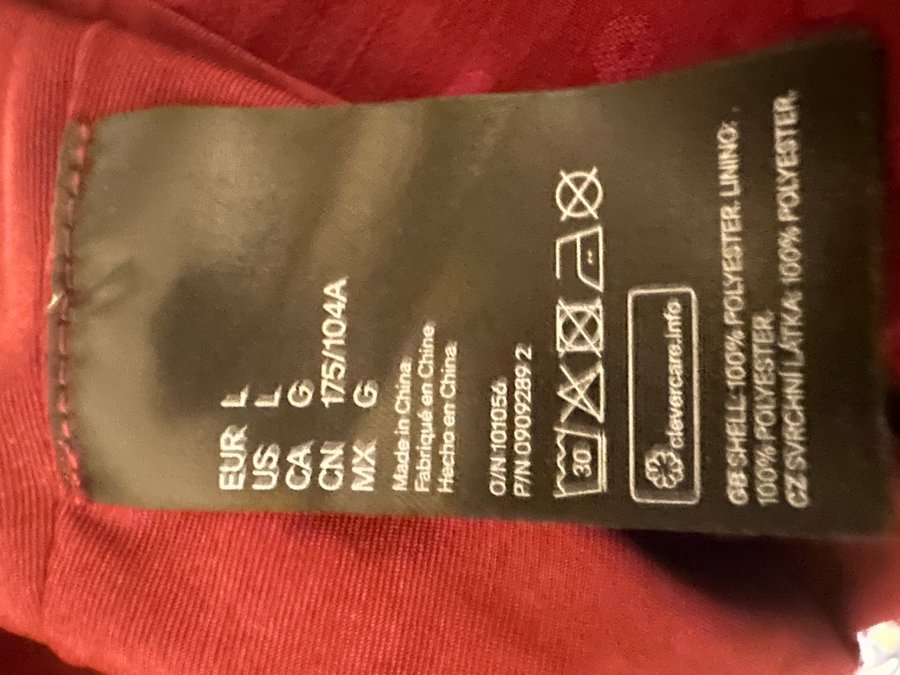 EUR L
US L
CA G
CN 175/104A
MX G
Made in China
Fabriqué en Chine
Hecho en China
O/N 101056
P/N 0909289 2
30
clevercare.info
GB SHELL: 100% POLYESTER. LINING:
100% POLYESTER.
CZ SVRCHNÍ LÁTKA: 100% POLYESTER.